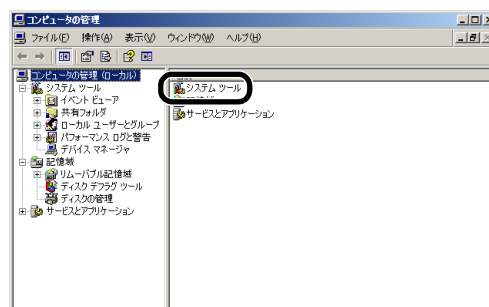 コンピュータの管理
ファイル(F) 操作(A) 表示(V) ウィンドウ(W) ヘルプ(H)
コンピュータの管理 (ローカル)
システム ツール
イベント ビューア
共有フォルダ
ローカル ユーザーとグループ
パフォーマンス ログと警告
デバイス マネージャ
記憶域
リムーバブル記憶域
ディスク デフラグ ツール
ディスクの管理
サービスとアプリケーション
システム ツール
サービスとアプリケーション